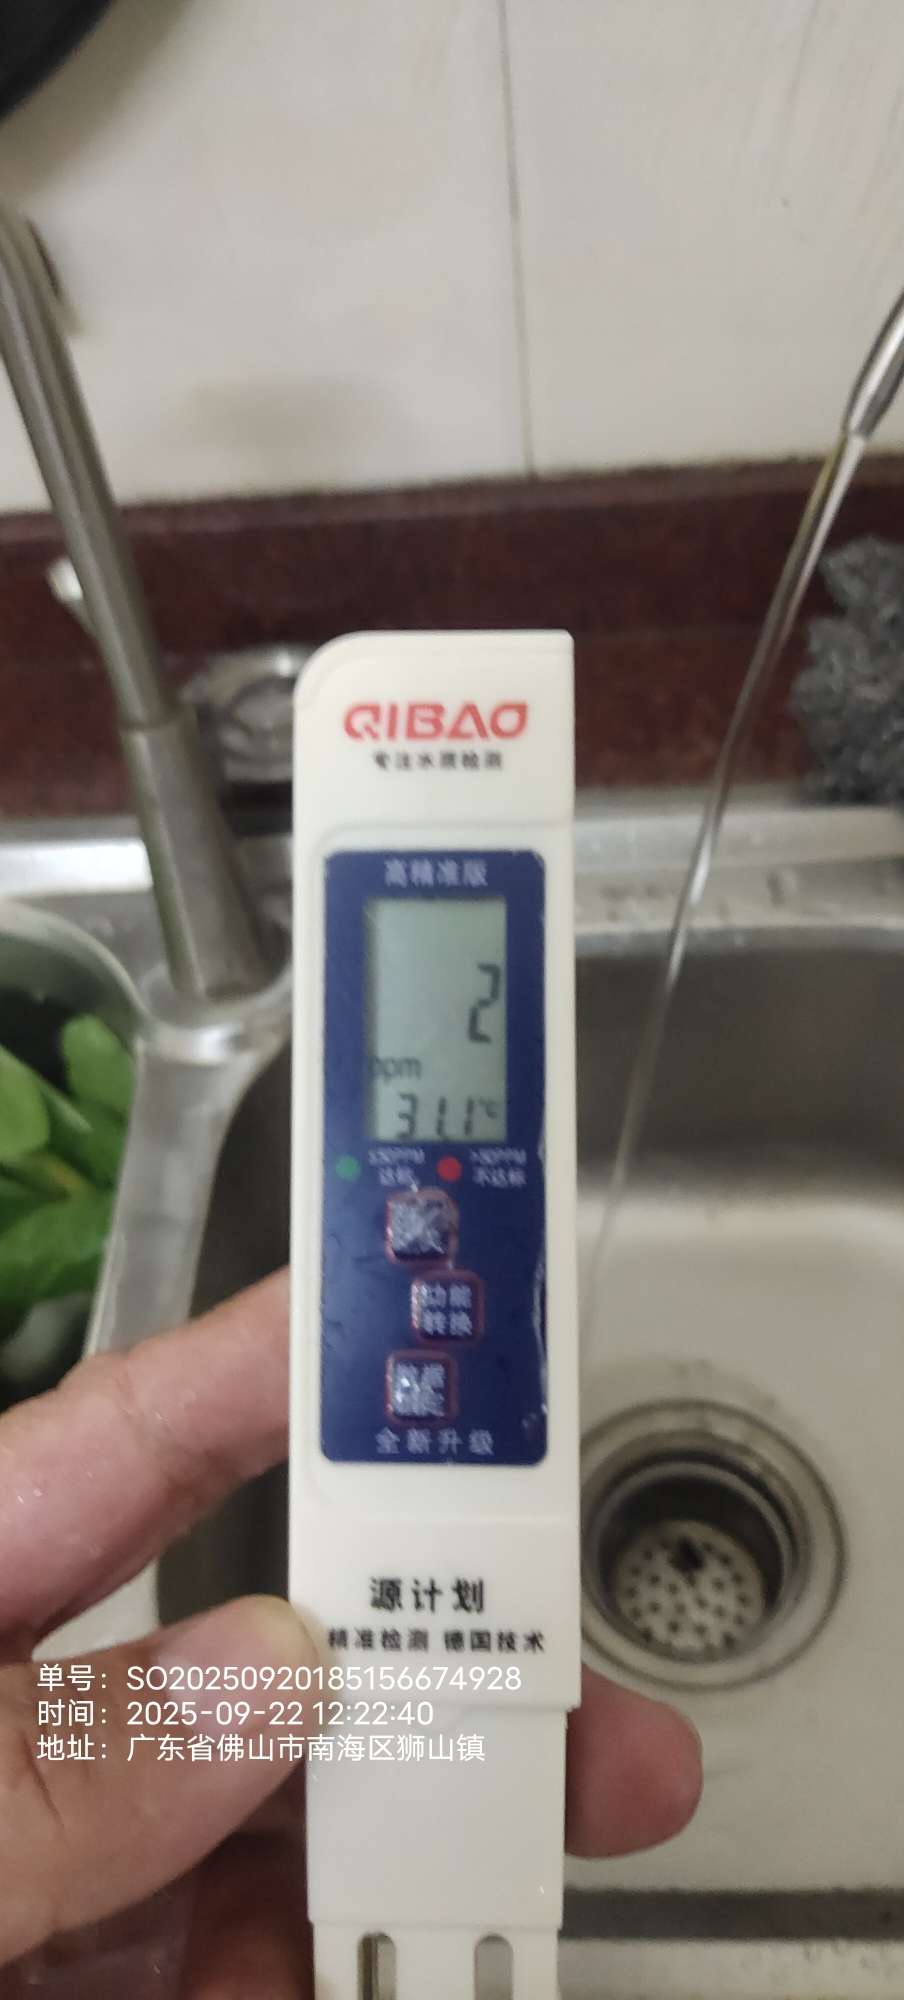 QIBAO
专注水质检测
高精准版
2
ppm
31.1℃
≤50PPM
>50PPM
达标
不达标
功能
转换
全新升级
源计划
精准检测 德国技术
单号：SO20250920185156674928
时间：2025-09-22 12:22:40
地址：广东省佛山市南海区狮山镇